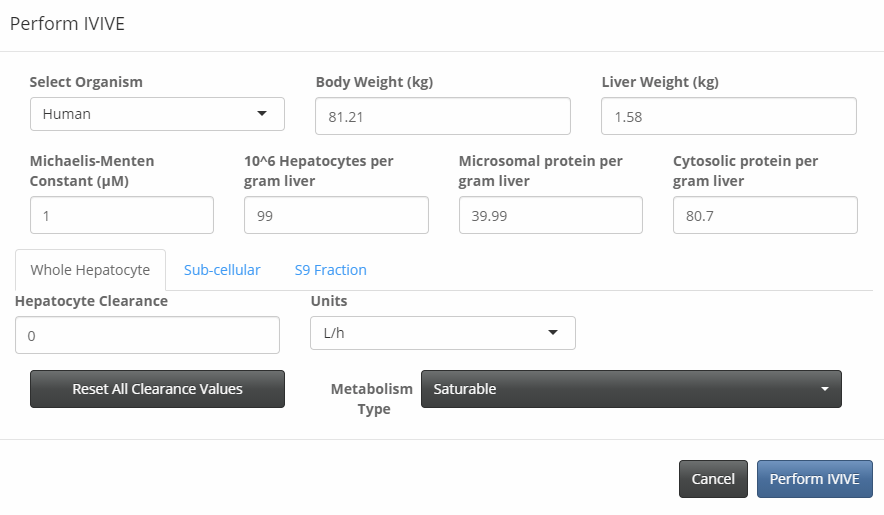 Perform IVIVE
Select Organism
Body Weight (kg)
Liver Weight (kg)
Human
81.21
1.58
Michaelis-Menten
Constant (µM)
10^6 Hepatocytes per
gram liver
Microsomal protein per
gram liver
Cytosolic protein per
gram liver
1
99
39.99
80.7
Whole Hepatocyte
Sub-cellular
S9 Fraction
Hepatocyte Clearance
Units
0
L/h
Reset All Clearance Values
Metabolism
Type
Saturable
Cancel
Perform IVIVE